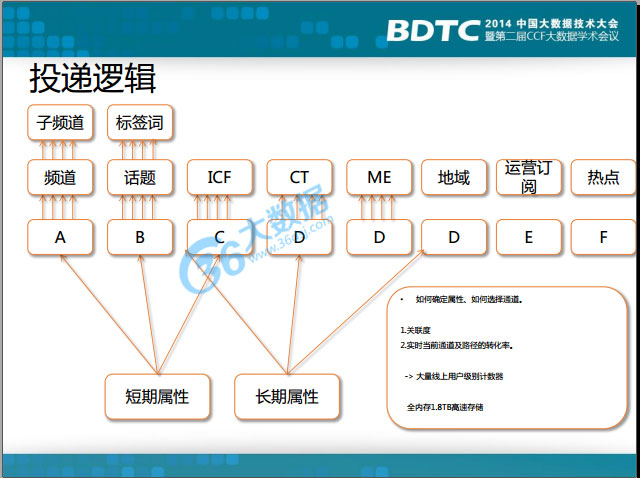 BDTC 2014 中国大数据技术大会
暨第二届CCF大数据学术会议
投递逻辑
子频道 标签词
频道 话题 ICF CT ME 地域 运营订阅 热点
A B C D D D E F
36大数据
www.36dsj.com
• 如何确定属性、如何选择通道。
1.关联度
2.实时当前通道及路径的转化率。
-> 大量线上用户级别计数器
全内存1.8TB高速存储
短期属性 长期属性